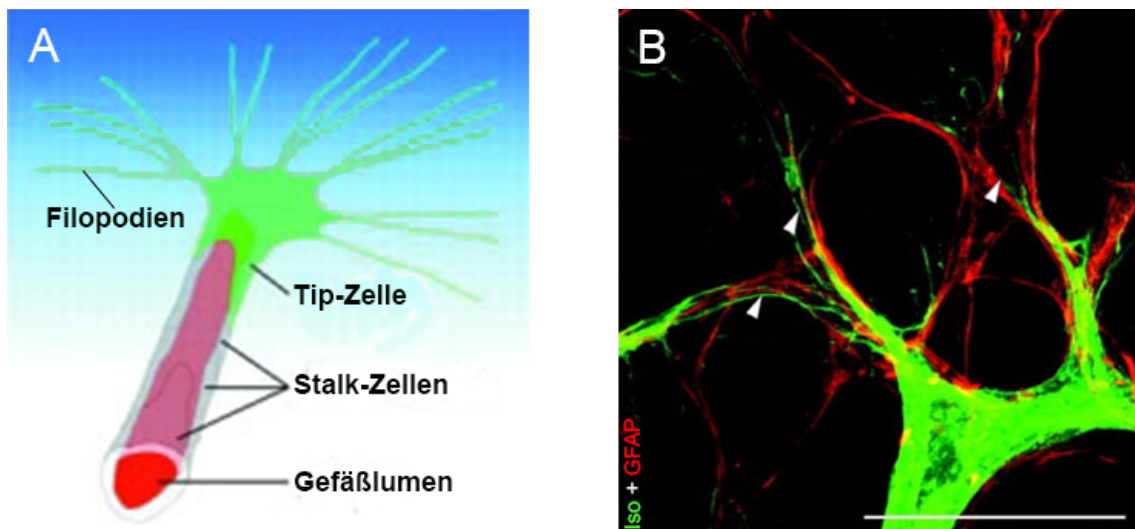 A
Filopodien
Tip-Zelle
Stalk-Zellen
Gefäßlumen
B
Iso + GFAP